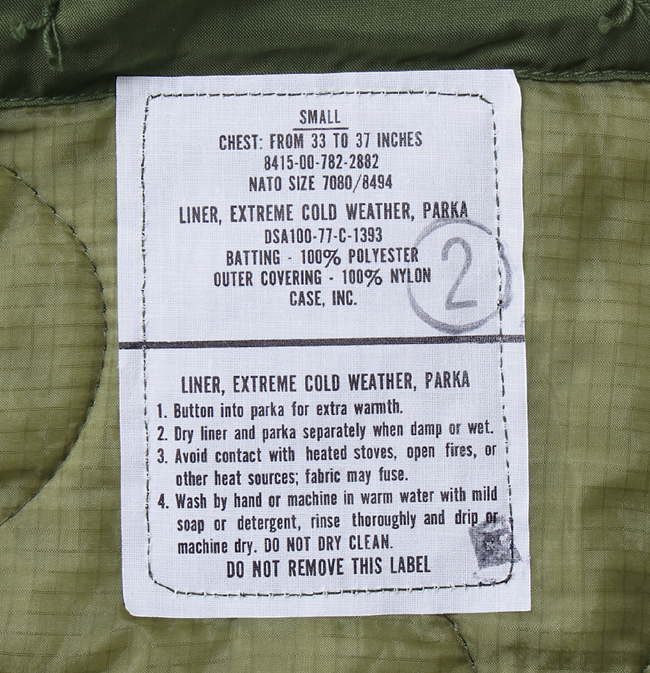 SMALL
CHEST: FROM 33 TO 37 INCHES
8415-00-782-2882
NATO SIZE 7080/8494
LINER, EXTREME COLD WEATHER, PARKA
DSA100-77-C-1393
BATTING - 100% POLYESTER
OUTER COVERING - 100% NYLON
CASE, INC.
2
LINER, EXTREME COLD WEATHER, PARKA
1. Button into parka for extra warmth.
2. Dry liner and parka separately when damp or wet.
3. Avoid contact with heated stoves, open fires, or
other heat sources; fabric may fuse.
4. Wash by hand or machine in warm water with mild
soap or detergent, rinse thoroughly and drip or
machine dry. DO NOT DRY CLEAN.
DO NOT REMOVE THIS LABEL